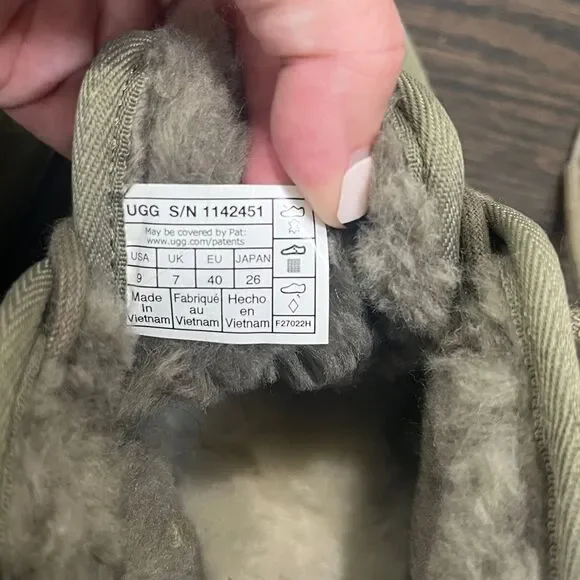 UGG S/N 1142451
May be covered by Pat:
www.ugg.com/patents
USA UK EU JAPAN
9 7 40 26
Made Fabriqué Hecho
In au en
Vietnam Vietnam Vietnam
F27022H